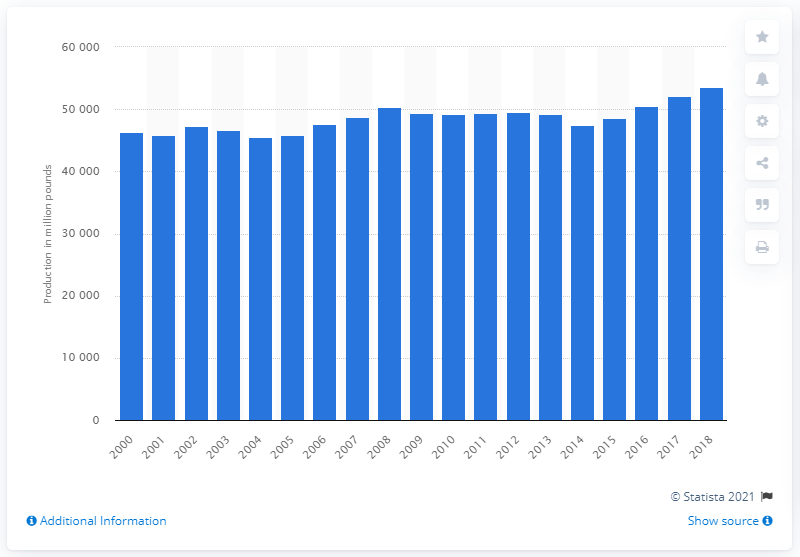 60 000
50 000
40 000
30 000
20 000
10 000
0
Production in million pounds
2000 2001 2002 2003 2004 2005 2006 2007 2008 2009 2010 2011 2012 2013 2014 2015 2016 2017 2018
© Statista 2021
Additional Information
Show source